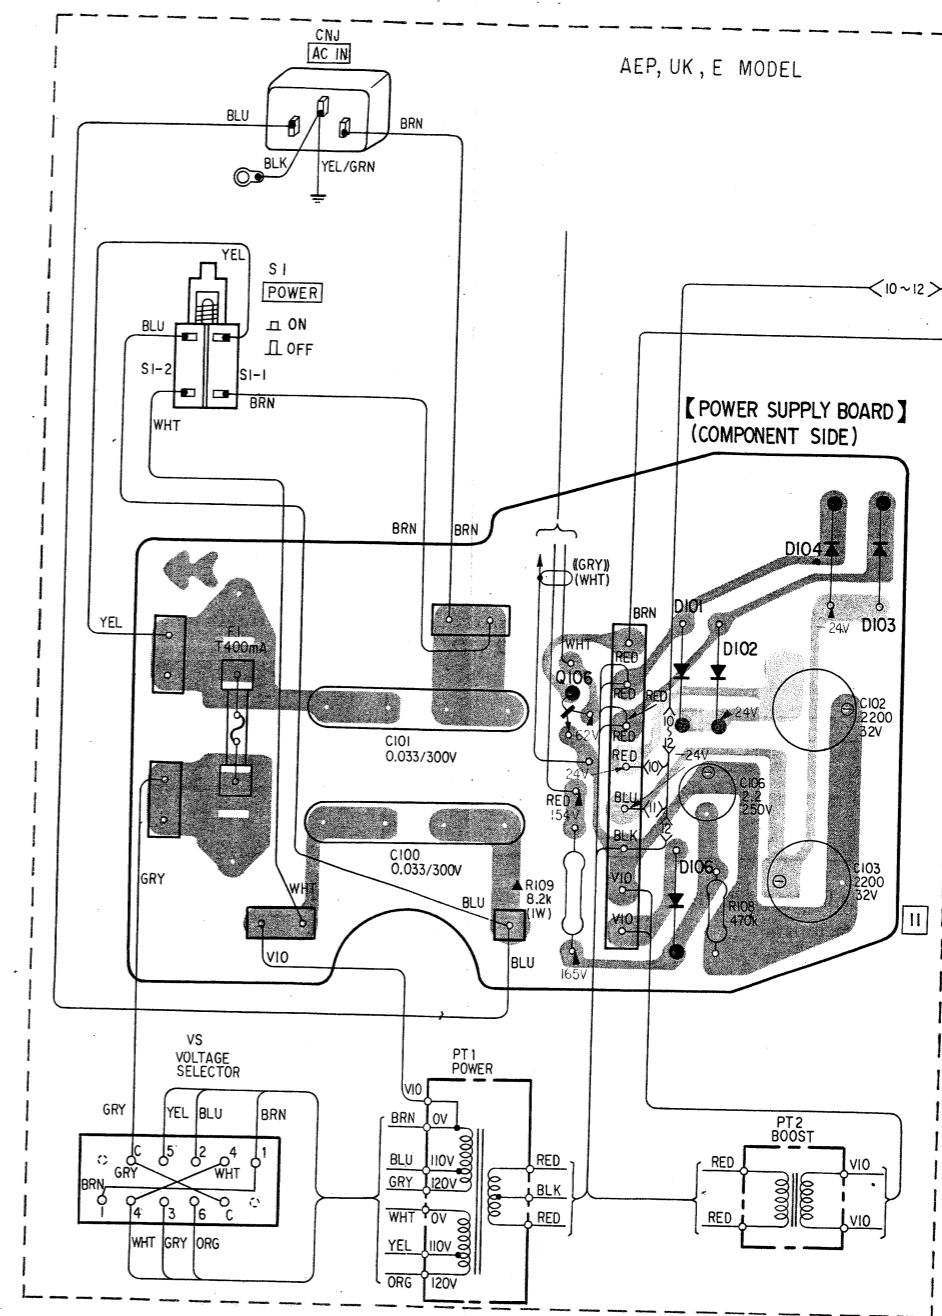 CNJ
AC IN
AEP, UK, E MODEL
BLU
BRN
BLK
YEL/GRN
YEL
S1
POWER
ON
OFF
BLU
S1-2
S1-1
BRN
WHT
10~12
【POWER SUPPLY BOARD】
(COMPONENT SIDE)
BRN
BRN
D104
((GRY))
(WHT)
BRN
D101
-24V
D103
YEL
F1
T400mA
WHT
RED
D102
Q106
RED
RED
10
24V
C102
2200
32V
62V
RED
12
C101
0.033/300V
24V
RED
10
-24V
C106
2.2
250V
RED
154V
BLU
11
12
BLK
C100
0.033/300V
D106
C103
2200
32V
GRY
WHT
R109
8.2k
(1W)
BLU
VIO
R108
470k
11
VIO
VIO
BLU
165V
VS
VOLTAGE
SELECTOR
PT1
POWER
GRY
YEL
BLU
BRN
VIO
BRN
0V
PT2
BOOST
C
5
2
4
1
GRY
WHT
BLU
110V
RED
RED
VIO
BRN
GRY
120V
BLK
1
4
3
6
C
WHT
0V
RED
RED
VIO
WHT
GRY
ORG
YEL
110V
ORG
120V